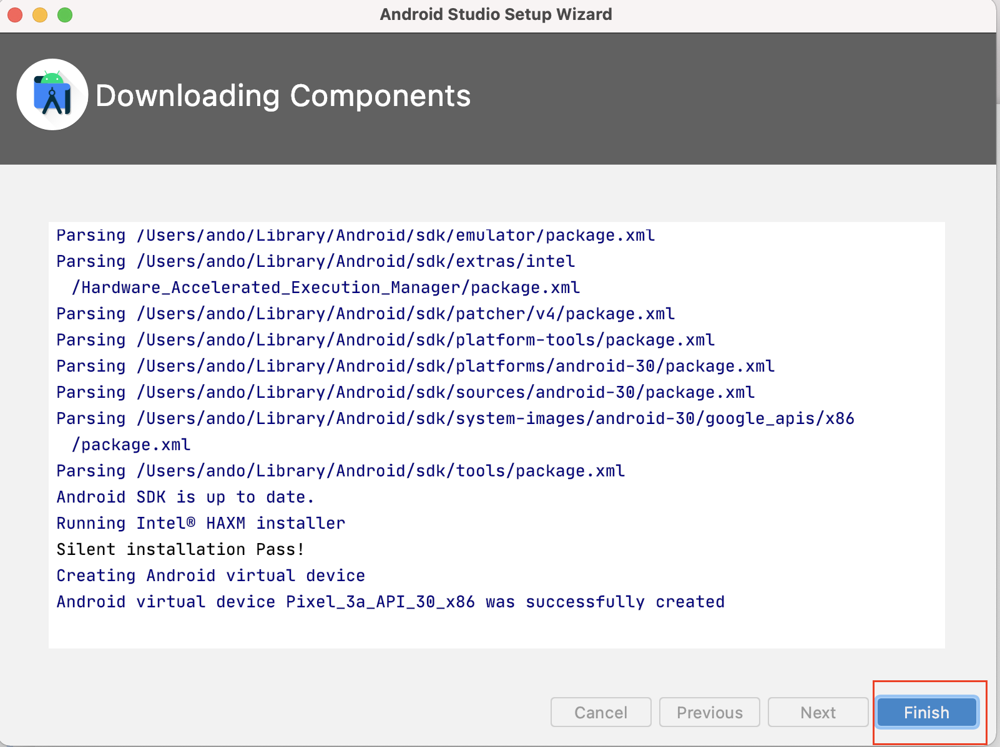 Android Studio Setup Wizard
Downloading Components
Parsing /Users/ando/Library/Android/sdk/emulator/package.xml
Parsing /Users/ando/Library/Android/sdk/extras/intel
/Hardware_Accelerated_Execution_Manager/package.xml
Parsing /Users/ando/Library/Android/sdk/patcher/v4/package.xml
Parsing /Users/ando/Library/Android/sdk/platform-tools/package.xml
Parsing /Users/ando/Library/Android/sdk/platforms/android-30/package.xml
Parsing /Users/ando/Library/Android/sdk/sources/android-30/package.xml
Parsing /Users/ando/Library/Android/sdk/system-images/android-30/google_apis/x86
/package.xml
Parsing /Users/ando/Library/Android/sdk/tools/package.xml
Android SDK is up to date.
Running Intel® HAXM installer
Silent installation Pass!
Creating Android virtual device
Android virtual device Pixel_3a_API_30_x86 was successfully created
Cancel Previous Next Finish